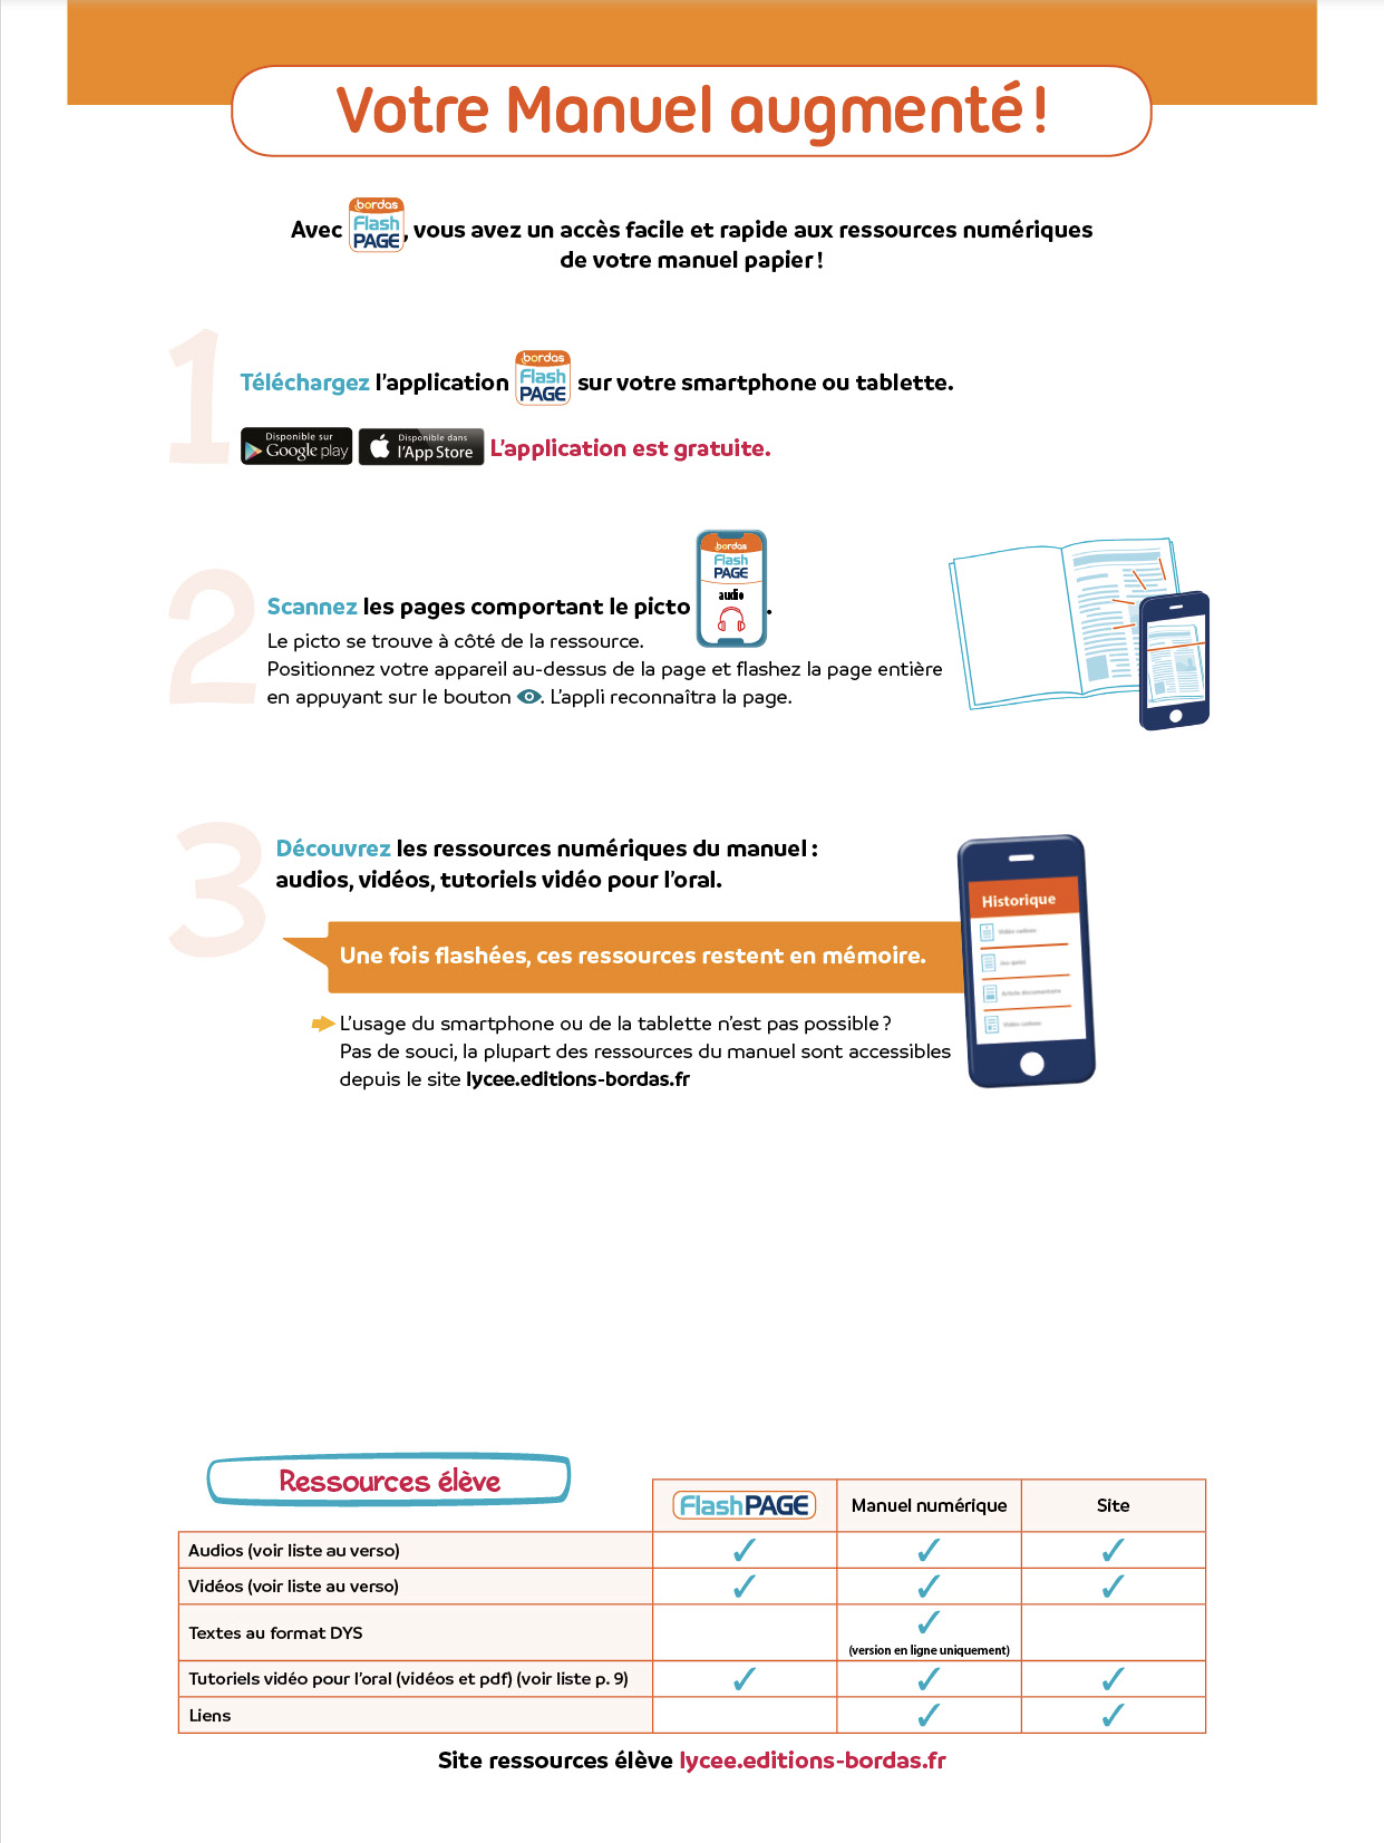 Votre Manuel augmenté !
Avec bordas Flash PAGE, vous avez un accès facile et rapide aux ressources numériques
de votre manuel papier !
1
Téléchargez l'application bordas Flash PAGE sur votre smartphone ou tablette.
Disponible sur Google play Disponible dans l'App Store L'application est gratuite.
2
Scannez les pages comportant le picto bordas Flash PAGE audio.
Le picto se trouve à côté de la ressource.
Positionnez votre appareil au-dessus de la page et flashez la page entière
en appuyant sur le bouton . L'appli reconnaîtra la page.
3
Découvrez les ressources numériques du manuel :
audios, vidéos, tutoriels vidéo pour l'oral.
Une fois flashées, ces ressources restent en mémoire.
Historique
L'usage du smartphone ou de la tablette n'est pas possible ?
Pas de souci, la plupart des ressources du manuel sont accessibles
depuis le site lycee.editions-bordas.fr
Ressources élève
FlashPAGE Manuel numérique Site
Audios (voir liste au verso) ✓ ✓ ✓
Vidéos (voir liste au verso) ✓ ✓ ✓
Textes au format DYS ✓
(version en ligne uniquement)
Tutoriels vidéo pour l'oral (vidéos et pdf) (voir liste p. 9) ✓ ✓ ✓
Liens ✓ ✓
Site ressources élève lycee.editions-bordas.fr